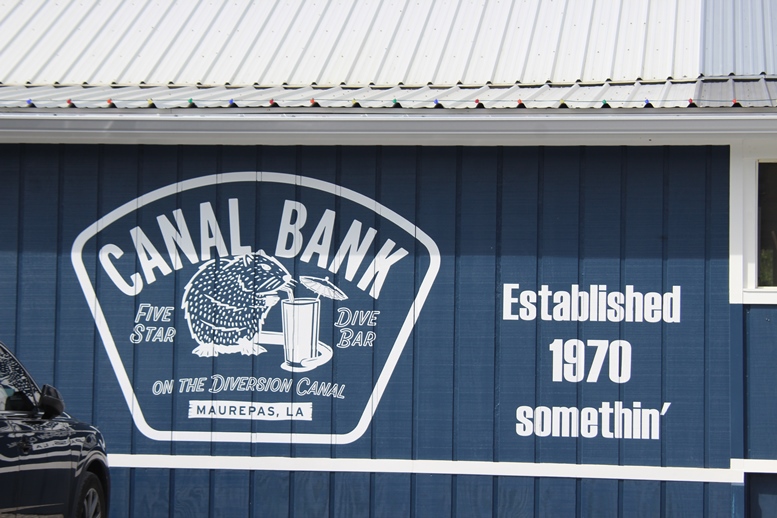 CANAL BANK
FIVE STAR
DIVE BAR
ON THE DIVERSION CANAL
MAUREPAS, LA
Established
1970
somethin'